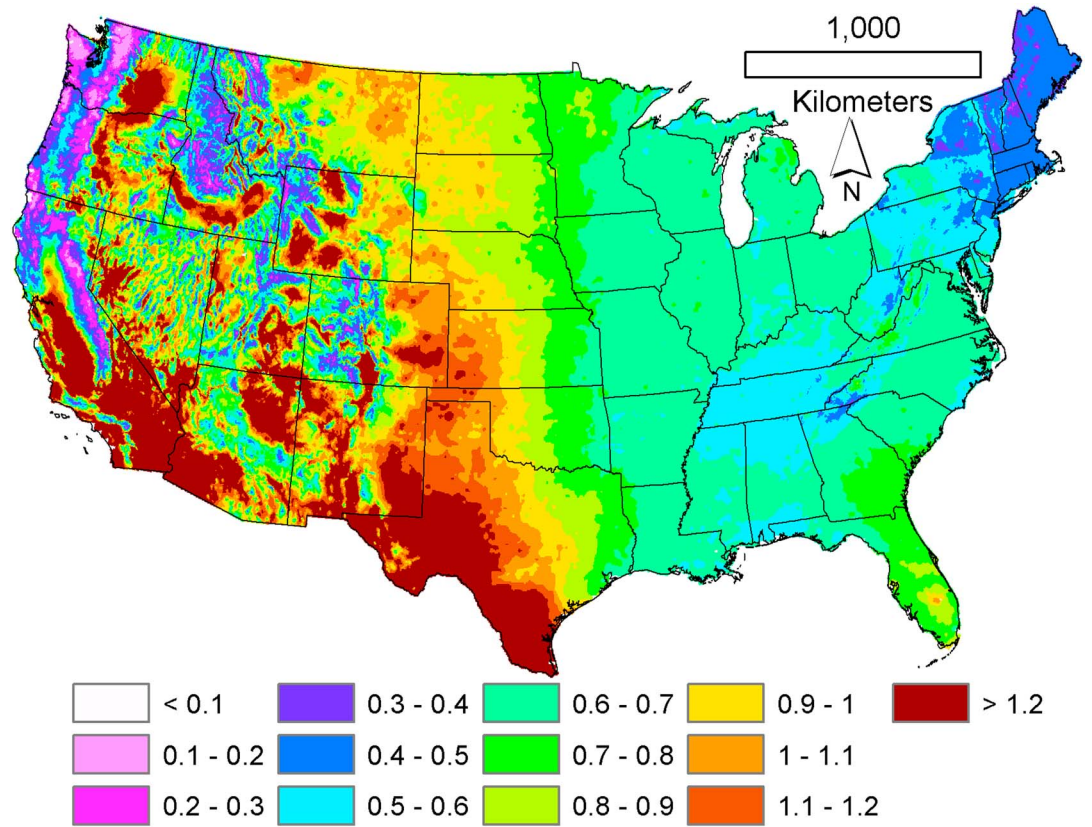 1,000
Kilometers
N
< 0.1 0.3 - 0.4 0.6 - 0.7 0.9 - 1 > 1.2
0.1 - 0.2 0.4 - 0.5 0.7 - 0.8 1 - 1.1
0.2 - 0.3 0.5 - 0.6 0.8 - 0.9 1.1 - 1.2